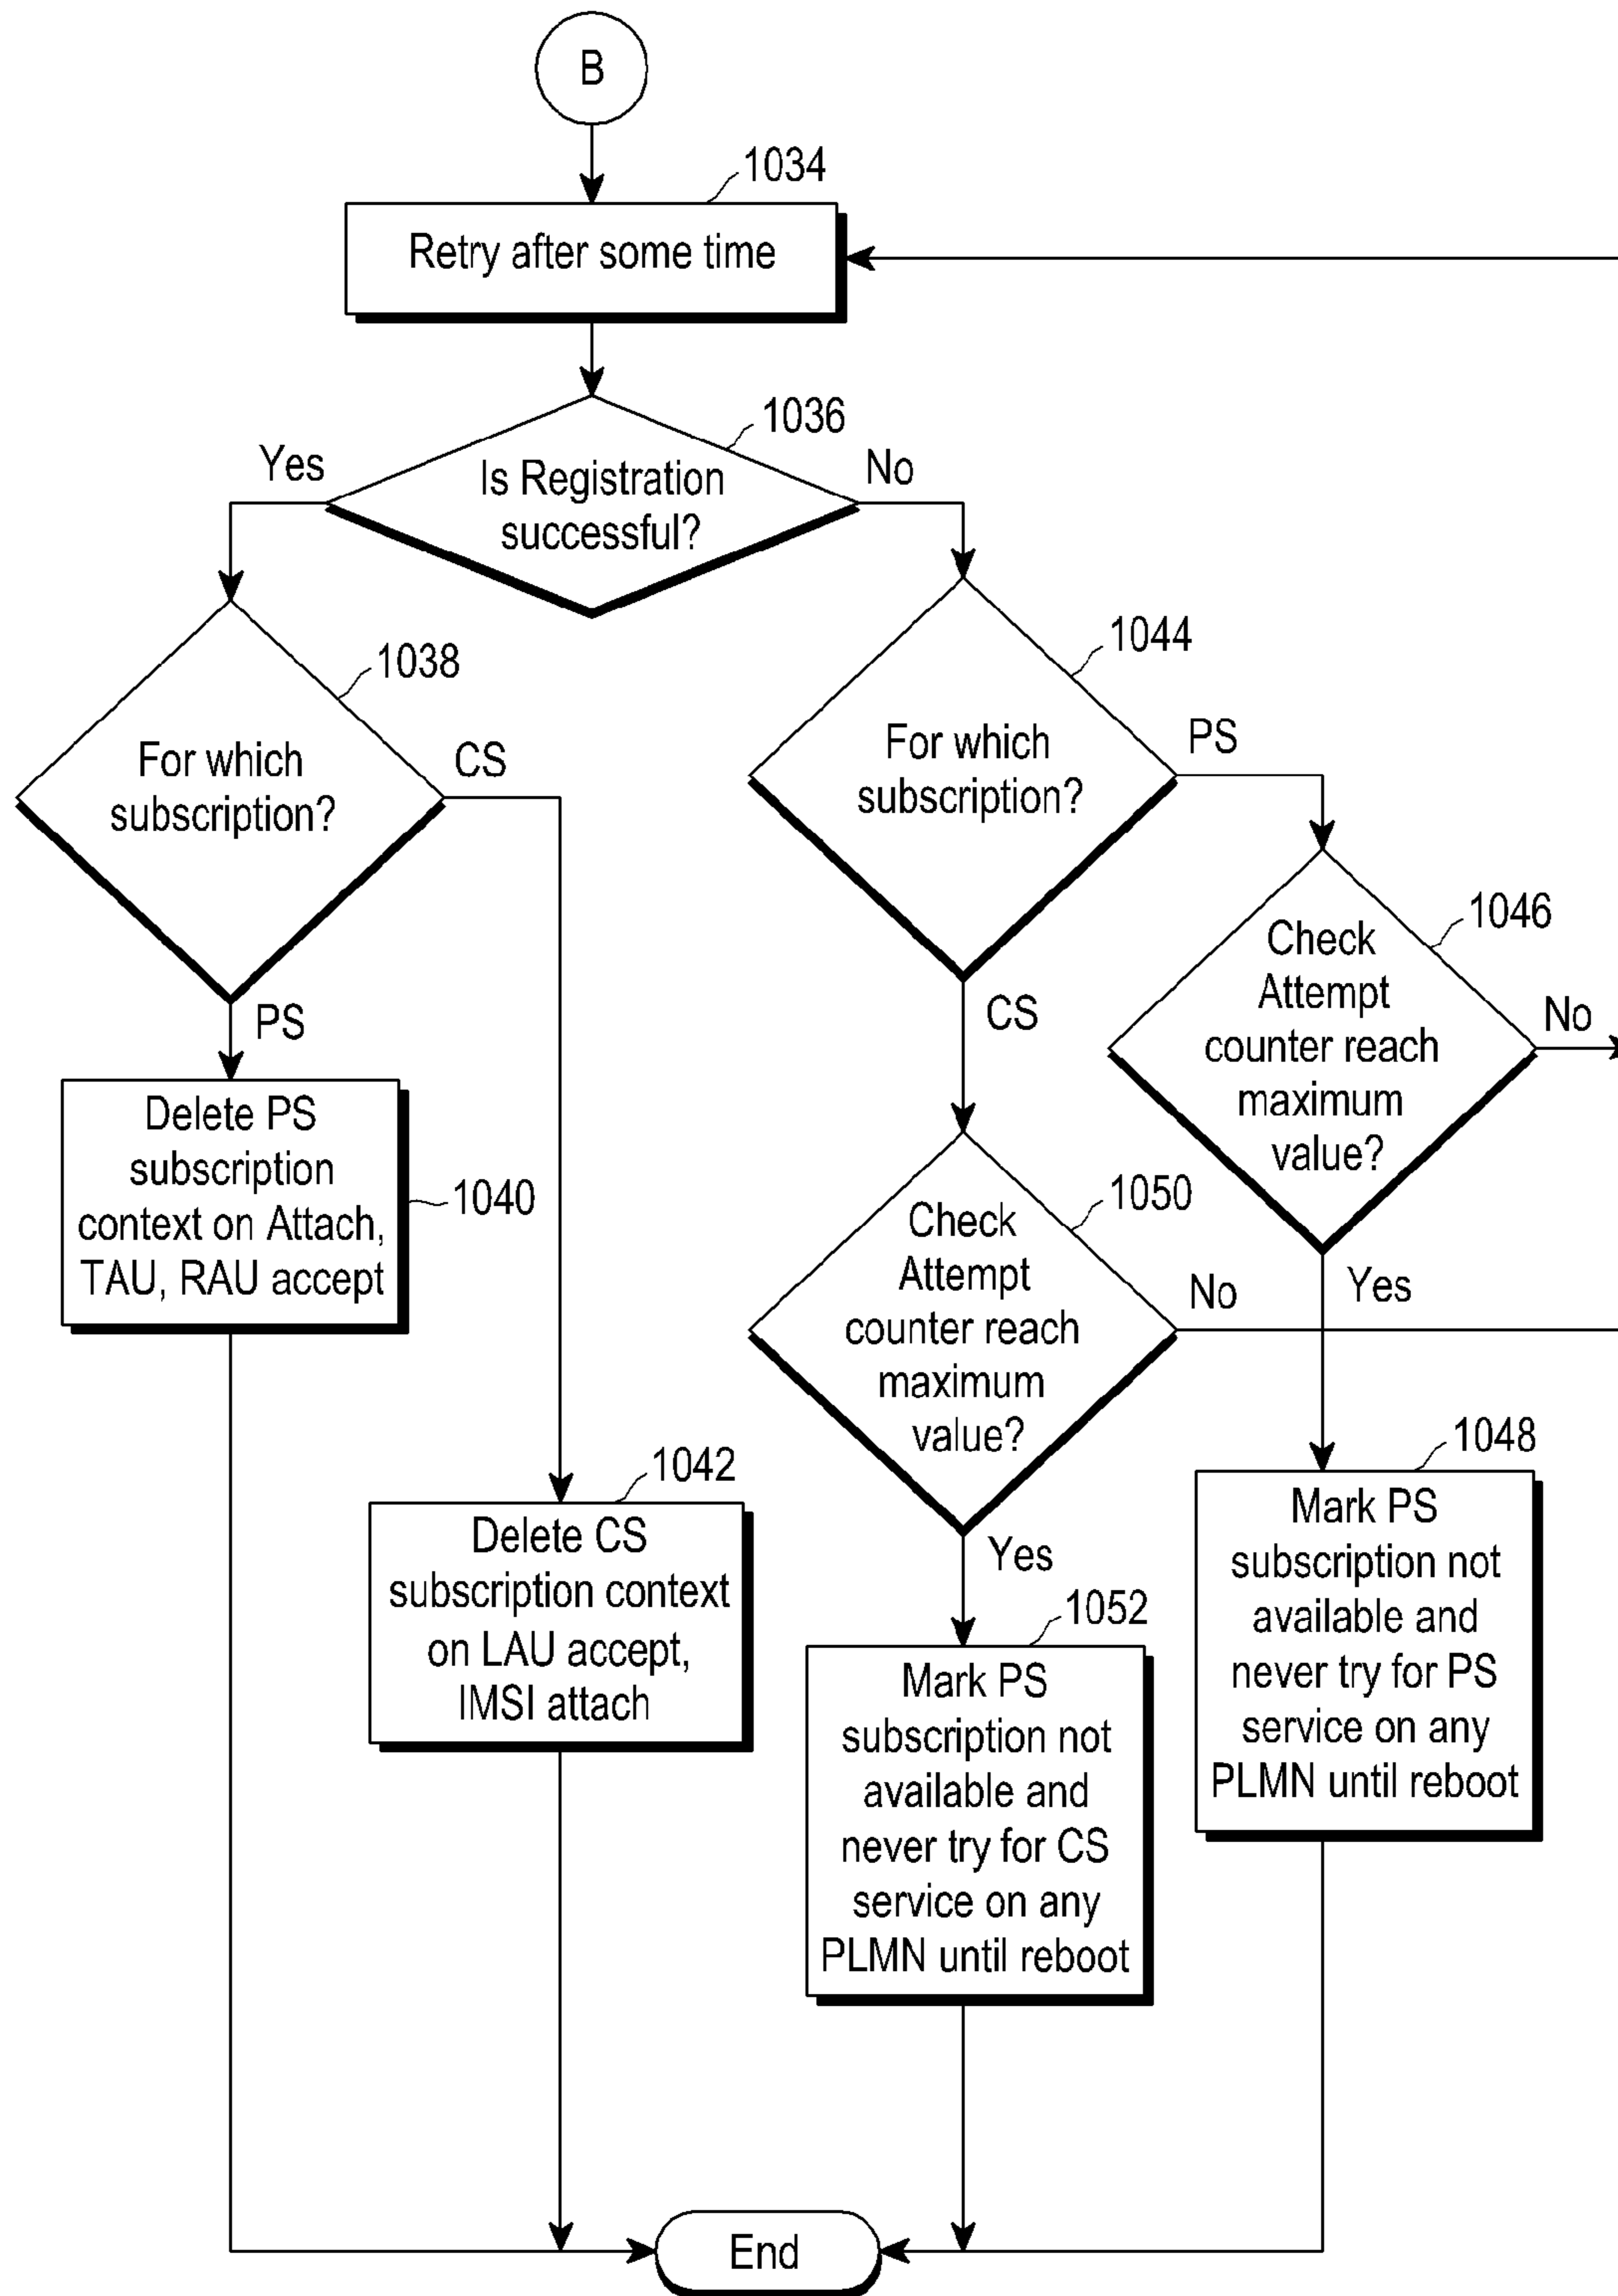 B
1034
Retry after some time
1036
Yes
No
Is Registration
successful?
1038
For which
subscription?
CS
PS
1044
For which
subscription?
PS
CS
1046
Check
Attempt
counter reach
maximum
value?
No
Yes
Delete PS
subscription
context on Attach,
TAU, RAU accept
1040
1050
Check
Attempt
counter reach
maximum
value?
No
Yes
1042
Delete CS
subscription context
on LAU accept,
IMSI attach
1048
Mark PS
subscription not
available and
never try for PS
service on any
PLMN until reboot
1052
Mark PS
subscription not
available and
never try for CS
service on any
PLMN until reboot
End